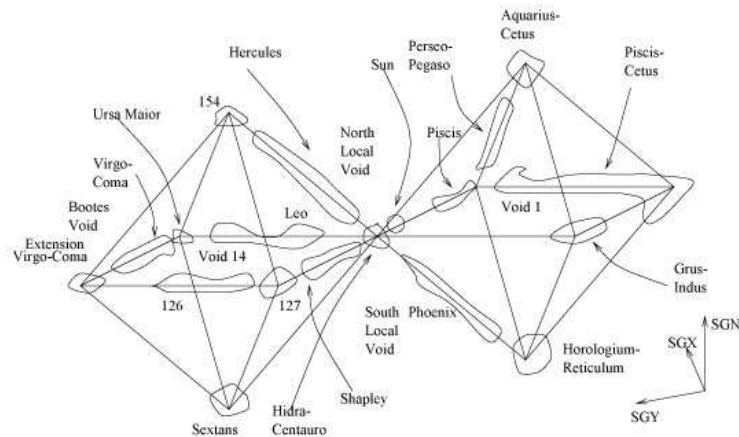 Aquarius-
Cetus
Hercules
Sun
Perseo-
Pegaso
Piscis-
Cetus
154
Ursa Maior
North
Local
Void
Piscis
Virgo-
Coma
Bootes
Void
Extension
Virgo-Coma
Leo
Void 14
Void 1
126
127
South
Local
Void
Phoenix
Grus-
Indus
Horologium-
Reticulum
Shapley
Hidra-
Centauro
Sextans
SGN
SGX
SGY